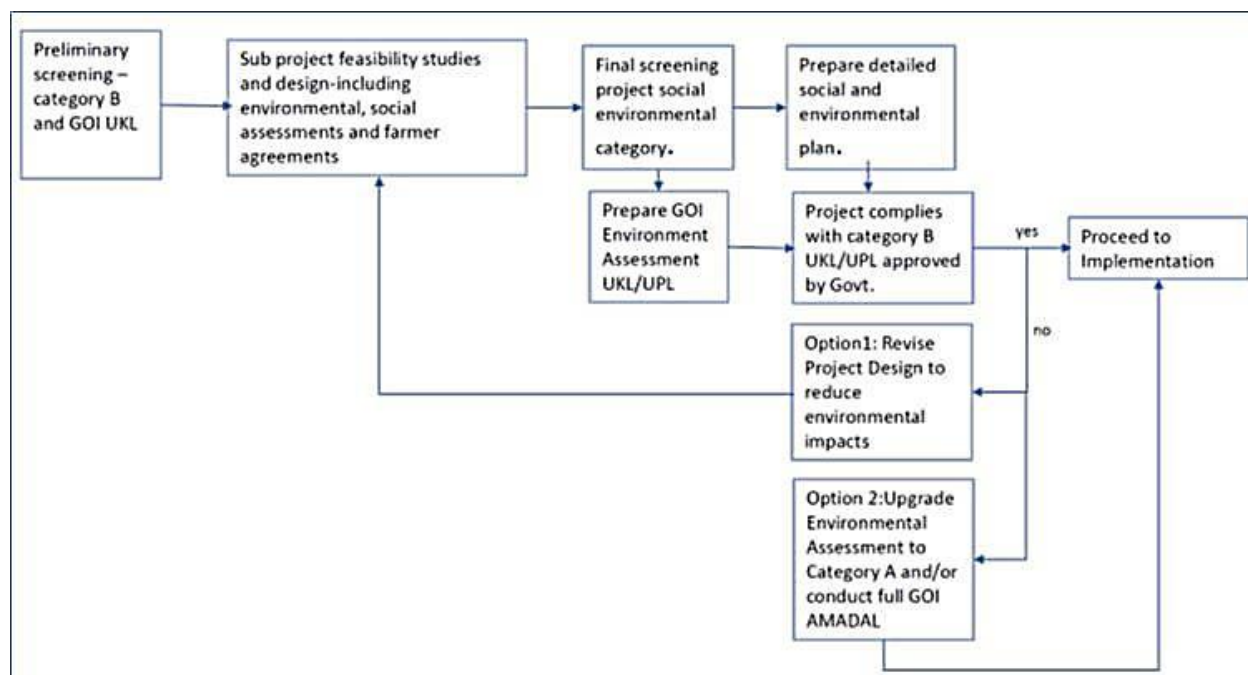 Preliminary
screening –
category B
and GOI UKL
Sub project feasibility studies
and design-including
environmental, social
assessments and farmer
agreements
Final screening
project social
environmental
category.
Prepare detailed
social and
environmental
plan.
Prepare GOI
Environment
Assessment
UKL/UPL
Project complies
with category B
UKL/UPL approved
by Govt.
yes
Proceed to
Implementation
no
Option1: Revise
Project Design to
reduce
environmental
impacts
Option 2:Upgrade
Environmental
Assessment to
Category A and/or
conduct full GOI
AMADAL